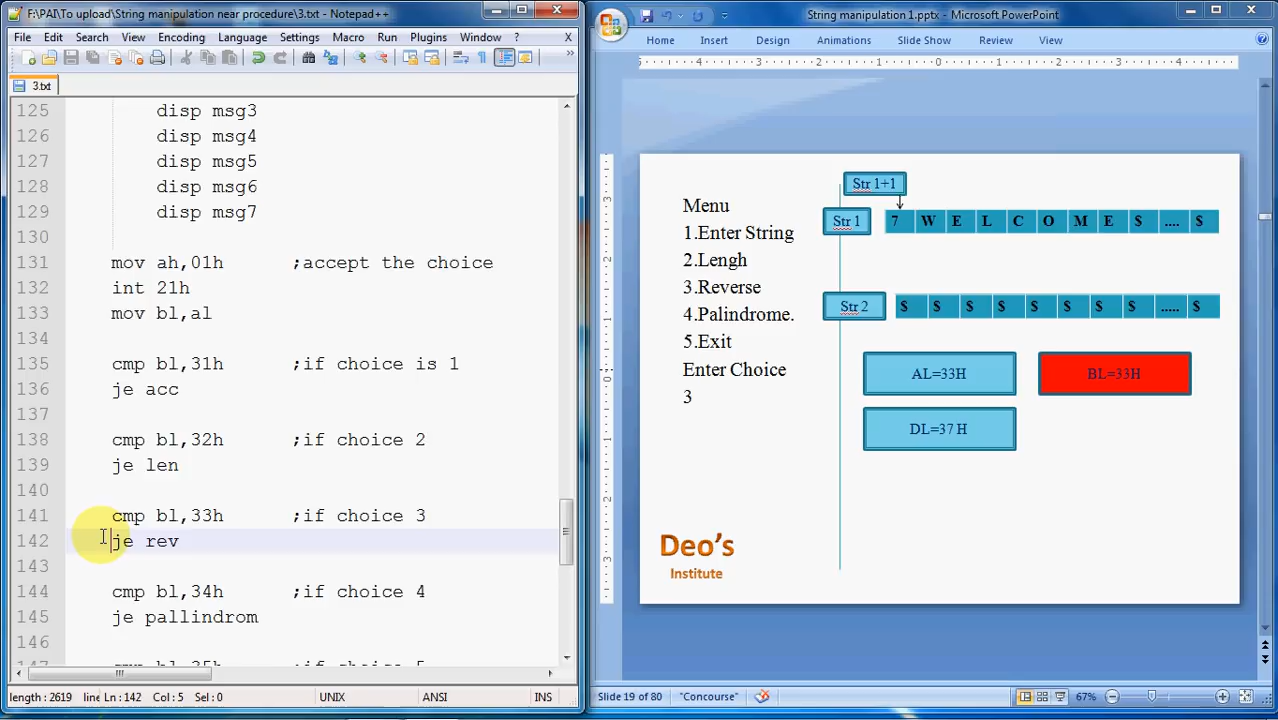 F:\PAI\To upload\String manipulation near procedure\3.txt - Notepad++
File Edit Search View Encoding Language Settings Macro Run Plugins Window ? X
3.txt
125 disp msg3
126 disp msg4
127 disp msg5
128 disp msg6
129 disp msg7
130
131 mov ah,01h ;accept the choice
132 int 21h
133 mov bl,al
134
135 cmp bl,31h ;if choice is 1
136 je acc
137
138 cmp bl,32h ;if choice 2
139 je len
140
141 cmp bl,33h ;if choice 3
142 je rev
143
144 cmp bl,34h ;if choice 4
145 je pallindrom
146
147 cmp bl,35h ;if choice 5
length : 2619 line Ln : 142 Col : 5 Sel : 0 UNIX ANSI INS
String manipulation 1.pptx - Microsoft PowerPoint
Home Insert Design Animations Slide Show Review View
Menu
1.Enter String
2.Lengh
3.Reverse
4.Palindrome.
5.Exit
Enter Choice
3
Str 1+1
Str 1 7 W E L C O M E $ .... $
Str 2 $ $ $ $ $ $ $ $ ..... $
AL=33H BL=33H
DL=37 H
Deo's
Institute
Slide 19 of 80 "Concourse" 67%